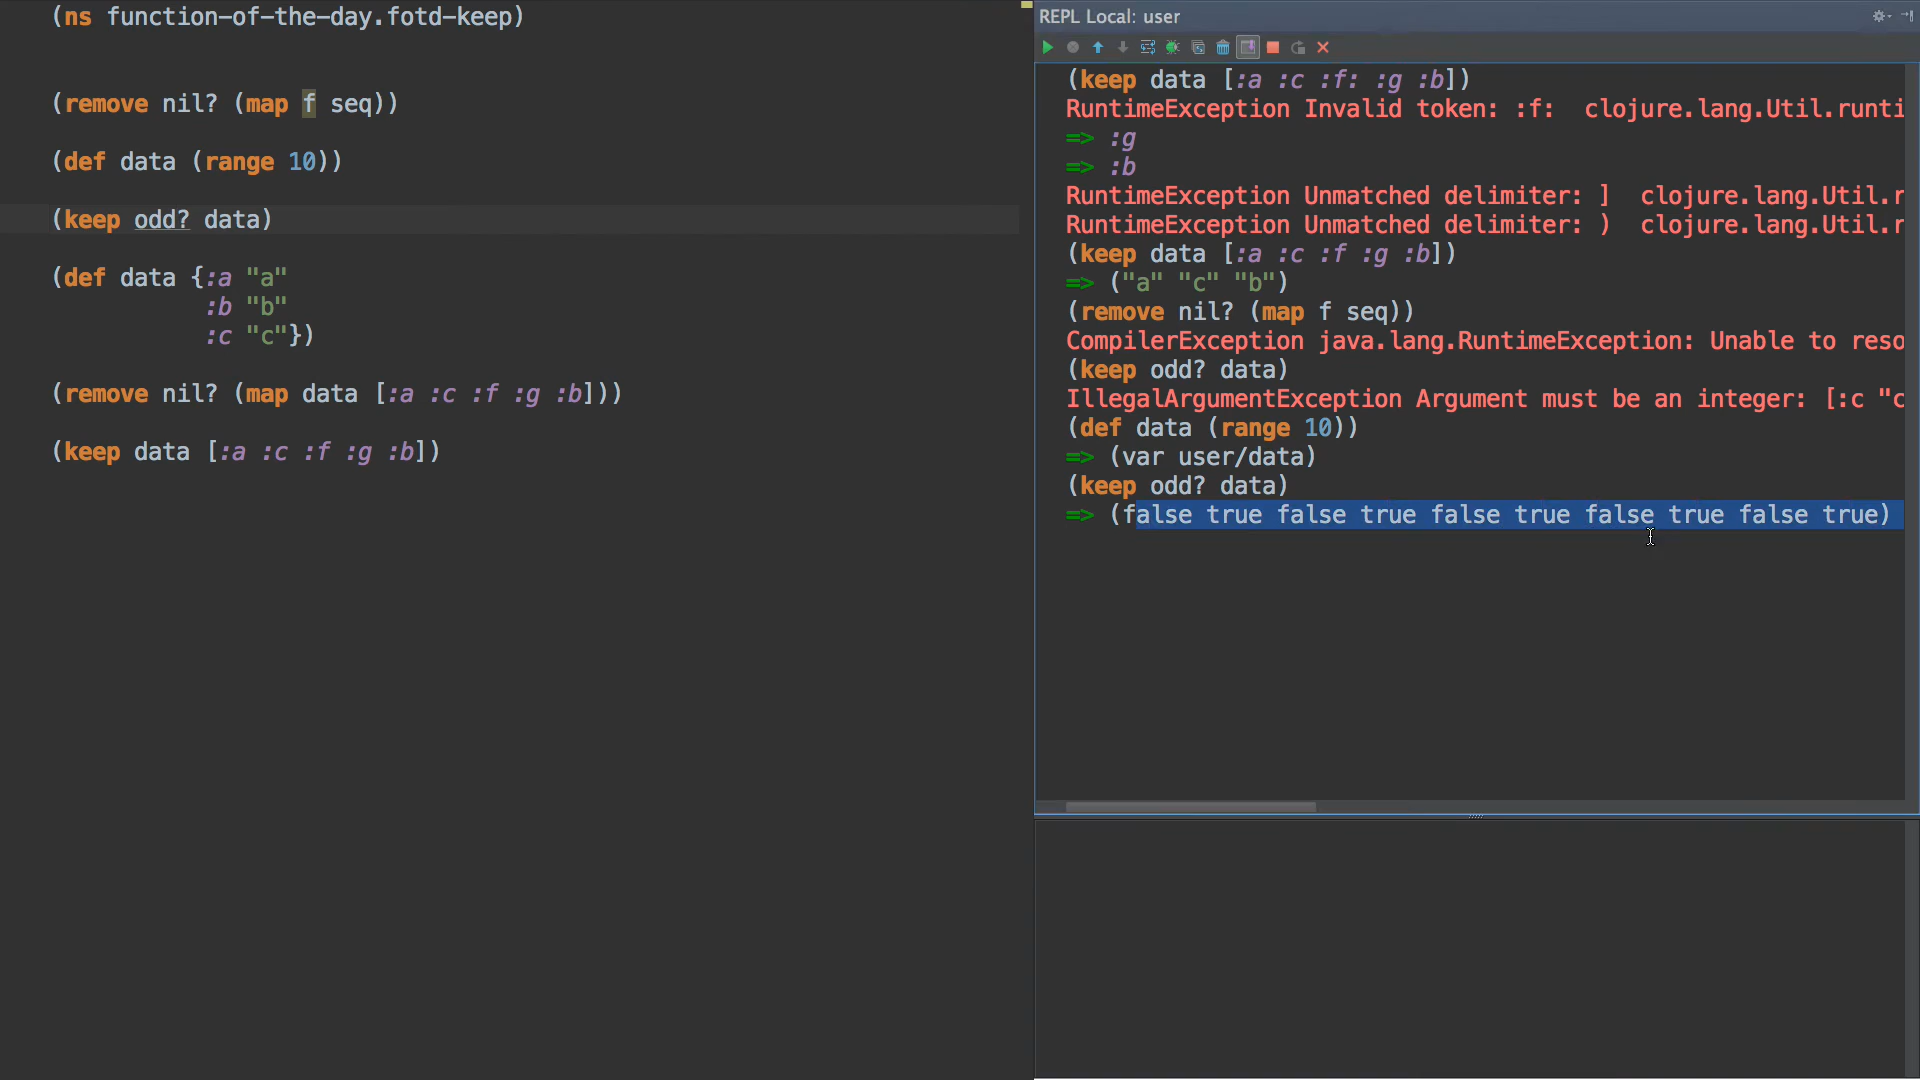 (ns function-of-the-day.fotd-keep)
(remove nil? (map f seq))
(def data (range 10))
(keep odd? data)
(def data {:a "a"
:b "b"
:c "c"})
(remove nil? (map data [:a :c :f :g :b]))
(keep data [:a :c :f :g :b])
REPL Local: user
(keep data [:a :c :f: :g :b])
RuntimeException Invalid token: :f:  clojure.lang.Util.runti
=> :g
=> :b
RuntimeException Unmatched delimiter: ]  clojure.lang.Util.r
RuntimeException Unmatched delimiter: )  clojure.lang.Util.r
(keep data [:a :c :f :g :b])
=> ("a" "c" "b")
(remove nil? (map f seq))
CompilerException java.lang.RuntimeException: Unable to reso
(keep odd? data)
IllegalArgumentException Argument must be an integer: [:c "c
(def data (range 10))
=> (var user/data)
(keep odd? data)
=> (false true false true false true false true false true)